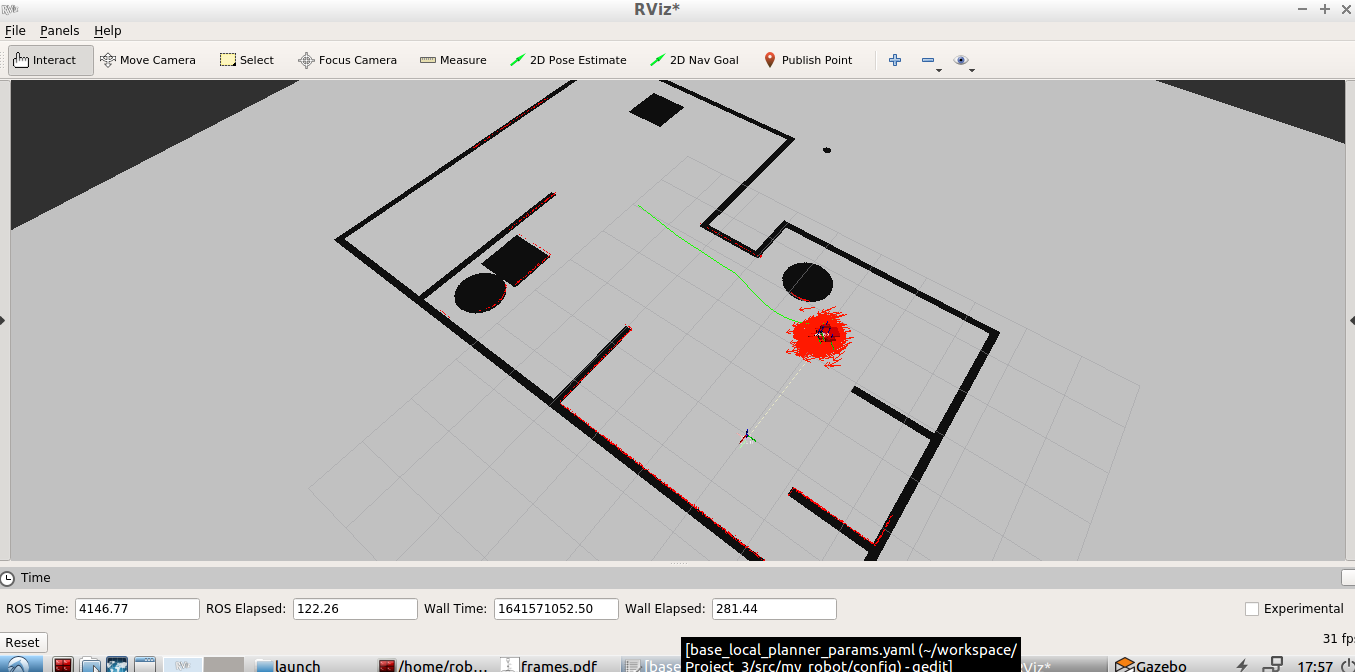 RViz*
File Panels Help
Interact Move Camera Select Focus Camera Measure 2D Pose Estimate 2D Nav Goal Publish Point
Time
ROS Time: 4146.77 ROS Elapsed: 122.26 Wall Time: 1641571052.50 Wall Elapsed: 281.44 Experimental
Reset 31 fps
[base_local_planner_params.yaml (~/workspace/
Project_3/src/my_robot/config) - gedit]
launch /home/rob... frames.pdf [base RViz* Gazebo 17:57